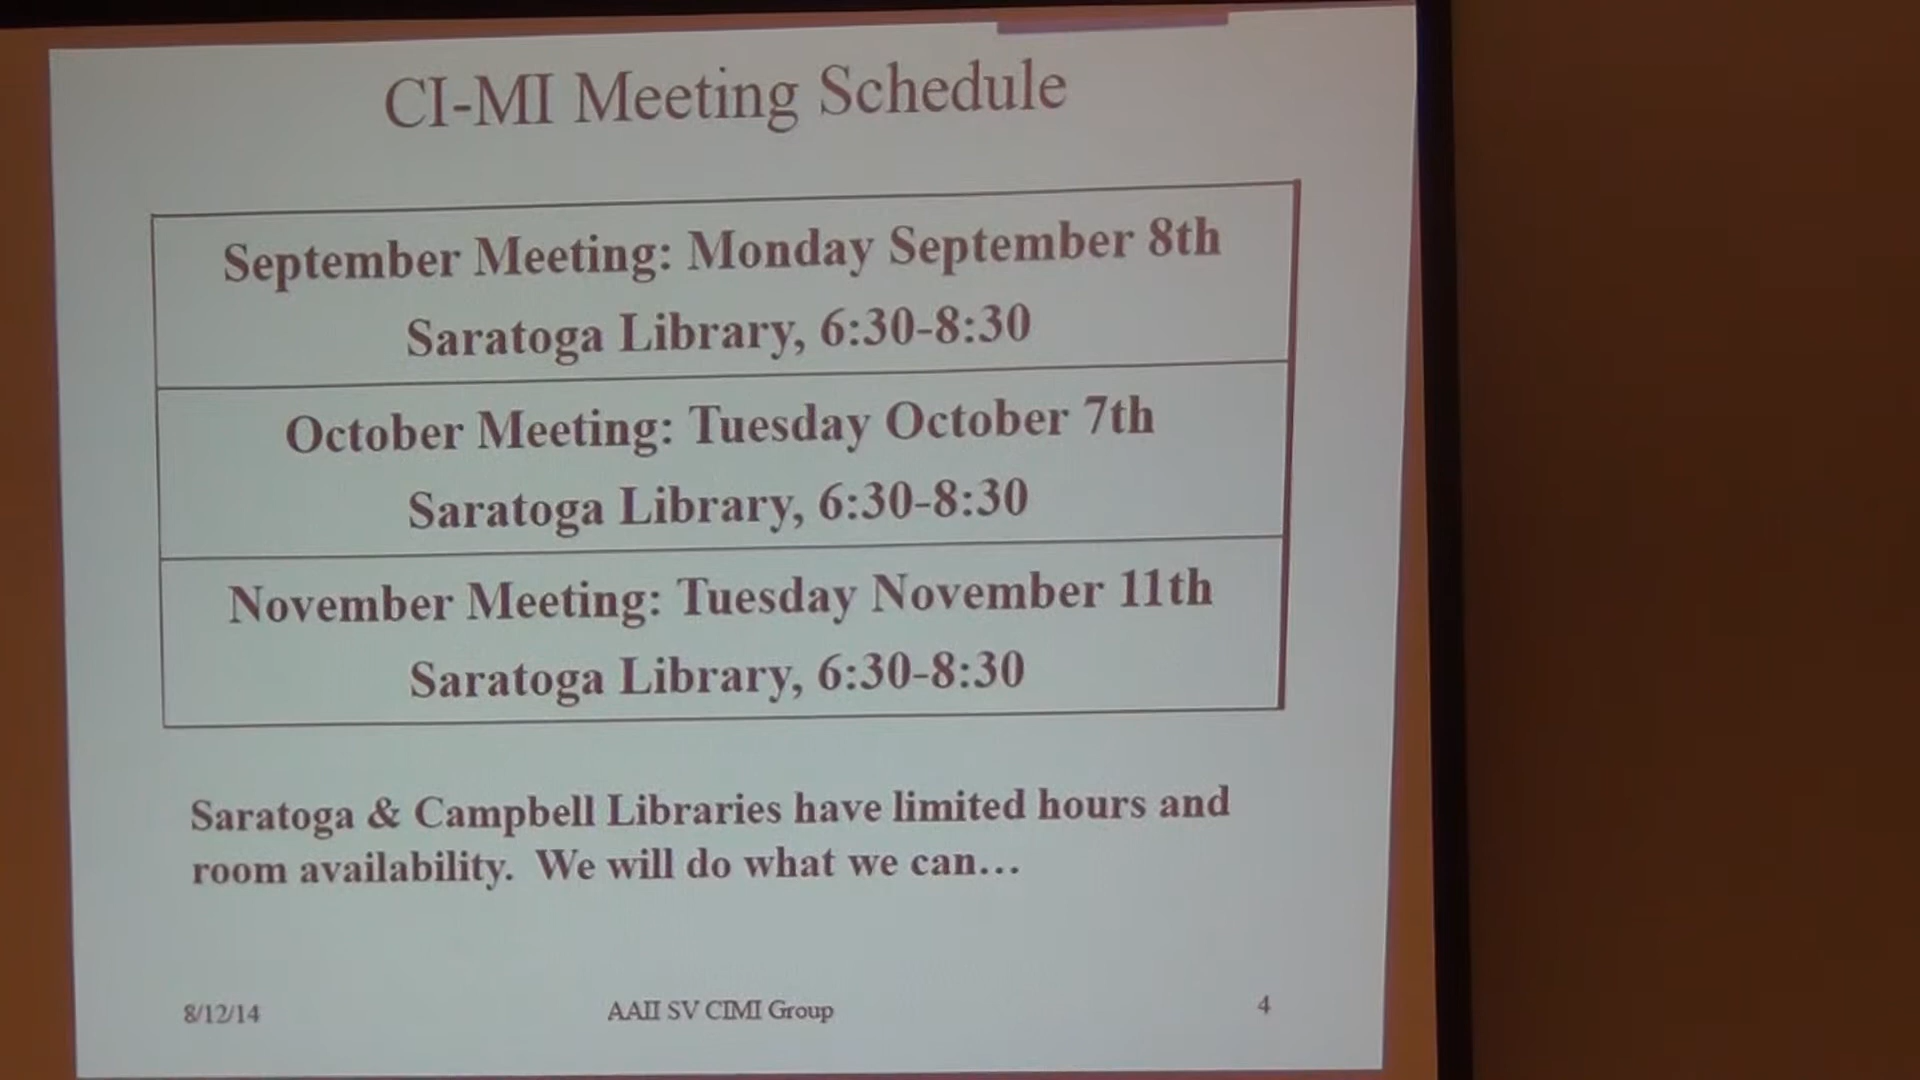 CI-MI Meeting Schedule
September Meeting: Monday September 8th
Saratoga Library, 6:30-8:30
October Meeting: Tuesday October 7th
Saratoga Library, 6:30-8:30
November Meeting: Tuesday November 11th
Saratoga Library, 6:30-8:30
Saratoga & Campbell Libraries have limited hours and
room availability.  We will do what we can…
8/12/14
AAII SV CIMI Group
4